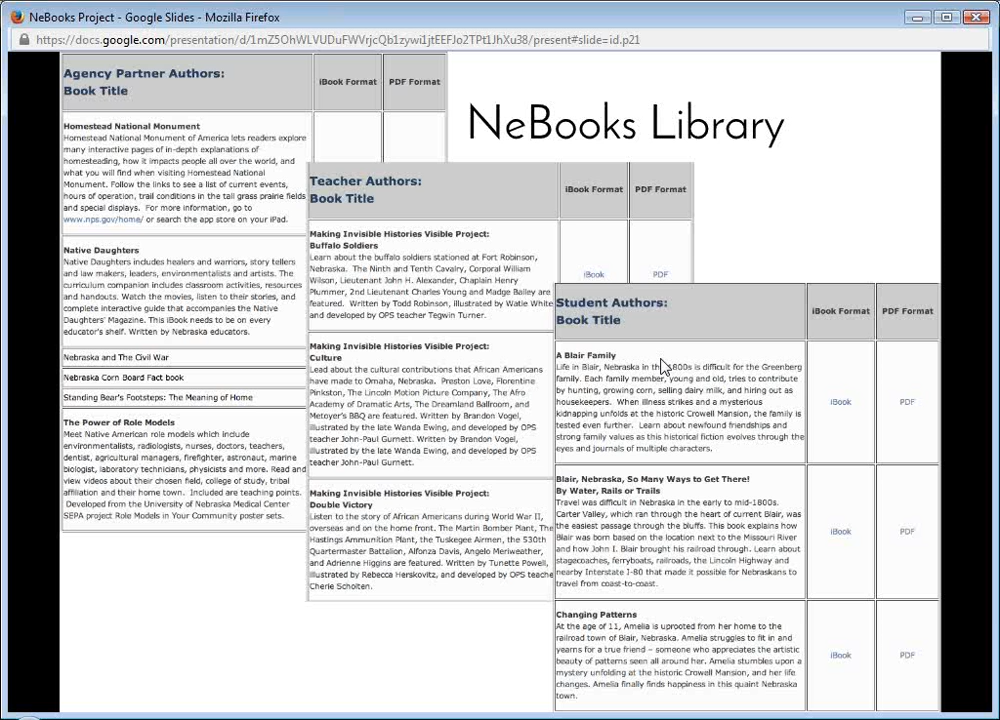 NeBooks Project - Google Slides - Mozilla Firefox
https://docs.google.com/presentation/d/1mZ5OhWLVUDuFWVrjcQb1zywi1jtEEFJo2TPt1JhXu38/present#slide=id.p21
NeBooks Library
Agency Partner Authors:
Book Title
iBook Format
PDF Format
Homestead National Monument
Homestead National Monument of America lets readers explore
many interactive pages of in-depth explanations of
homesteading, how it impacts people all over the world, and
what you will find when visiting Homestead National
Monument. Follow the links to see a list of current events,
hours of operation, trail conditions in the tall grass prairie fields
and special displays. For more information, go to
www.nps.gov/home/ or search the app store on your iPad.
Native Daughters
Native Daughters includes healers and warriors, story tellers
and law makers, leaders, environmentalists and artists. The
curriculum companion includes classroom activities, resources
and handouts. Watch the movies, listen to their stories, and
complete interactive guide that accompanies the Native
Daughters' Magazine. This iBook needs to be on every
educator's shelf. Written by Nebraska educators.
Nebraska and The Civil War
Nebraska Corn Board Fact book
Standing Bear's Footsteps: The Meaning of Home
The Power of Role Models
Meet Native American role models which include
environmentalists, radiologists, nurses, doctors, teachers,
dentist, agricultural managers, firefighter, astronaut, marine
biologist, laboratory technicians, physicists and more. Read and
view videos about their chosen field, college of study, tribal
affiliation and their home town. Included are teaching points.
Developed from the University of Nebraska Medical Center
SEPA project Role Models in Your Community poster sets.
Teacher Authors:
Book Title
iBook Format
PDF Format
Making Invisible Histories Visible Project:
Buffalo Soldiers
Learn about the buffalo soldiers stationed at Fort Robinson,
Nebraska. The Ninth and Tenth Cavalry, Corporal William
Wilson, Lieutenant John H. Alexander, Chaplain Henry
Plummer, 2nd Lieutenant Charles Young and Madge Bailey are
featured. Written by Todd Robinson, illustrated by Watie White
and developed by OPS teacher Tegwin Turner.
iBook
PDF
Making Invisible Histories Visible Project:
Culture
Lead about the cultural contributions that African Americans
have made to Omaha, Nebraska. Preston Love, Florentine
Pinkston, The Lincoln Motion Picture Company, The Afro
Academy of Dramatic Arts, The Dreamland Ballroom, and
Metoyer's BBQ are featured. Written by Brandon Vogel,
illustrated by the late Wanda Ewing, and developed by OPS
teacher John-Paul Gurnett. Written by Brandon Vogel,
illustrated by the late Wanda Ewing, and developed by OPS
teacher John-Paul Gurnett.
Making Invisible Histories Visible Project:
Double Victory
Listen to the story of African Americans during World War II,
overseas and on the home front. The Martin Bomber Plant, The
Hastings Ammunition Plant, the Tuskegee Airmen, the 530th
Quartermaster Battalion, Alfonza Davis, Angelo Meriweather,
and Adrienne Higgins are featured. Written by Tunette Powell,
illustrated by Rebecca Herskovitz, and developed by OPS teache
Cherie Scholten.
Student Authors:
Book Title
iBook Format
PDF Format
A Blair Family
Life in Blair, Nebraska in the 1800s is difficult for the Greenberg
family. Each family member, young and old, tries to contribute
by hunting, growing corn, selling dairy milk, and hiring out as
housekeepers. When illness strikes and a mysterious
kidnapping unfolds at the historic Crowell Mansion, the family is
tested even further. Learn about newfound friendships and
strong family values as this historical fiction evolves through the
eyes and journals of multiple characters.
iBook
PDF
Blair, Nebraska, So Many Ways to Get There!
By Water, Rails or Trails
Travel was difficult in Nebraska in the early to mid-1800s.
Carter Valley, which ran through the heart of current Blair, was
the easiest passage through the bluffs. This book explains how
Blair was born based on the location next to the Missouri River
and how John I. Blair brought his railroad through. Learn about
stagecoaches, ferryboats, railroads, the Lincoln Highway and
nearby Interstate I-80 that made it possible for Nebraskans to
travel from coast-to-coast.
iBook
PDF
Changing Patterns
At the age of 11, Amelia is uprooted from her home to the
railroad town of Blair, Nebraska. Amelia struggles to fit in and
yearns for a true friend – someone who appreciates the artistic
beauty of patterns seen all around her. Amelia stumbles upon a
mystery unfolding at the historic Crowell Mansion, and her life
changes. Amelia finally finds happiness in this quaint Nebraska
town.
iBook
PDF